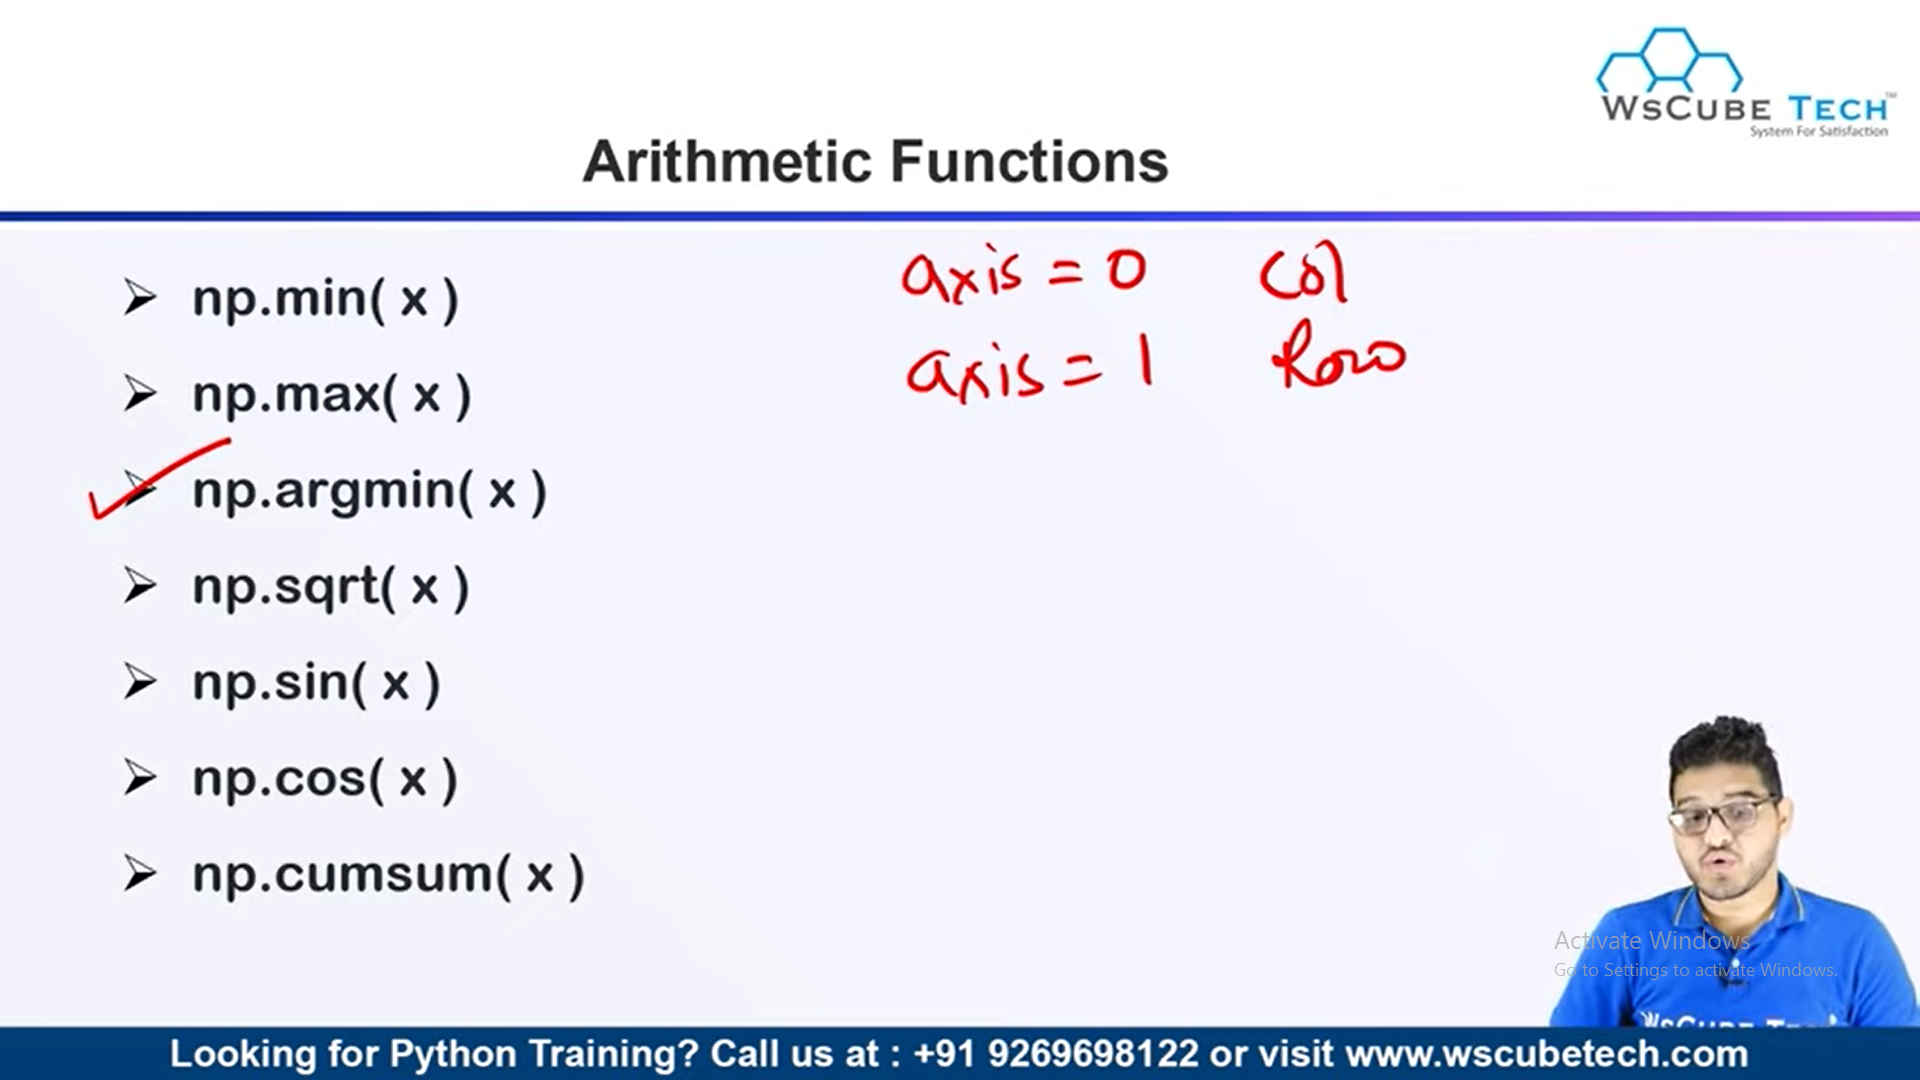 WsCube Tech™
System For Satisfaction
Arithmetic Functions
axis = 0 Col
axis = 1 Row
➢ np.min( x )
➢ np.max( x )
➢ np.argmin( x )
➢ np.sqrt( x )
➢ np.sin( x )
➢ np.cos( x )
➢ np.cumsum( x )
Activate Windows
Go to Settings to activate Windows.
WsCube Tech
Looking for Python Training? Call us at : +91 9269698122 or visit www.wscubetech.com